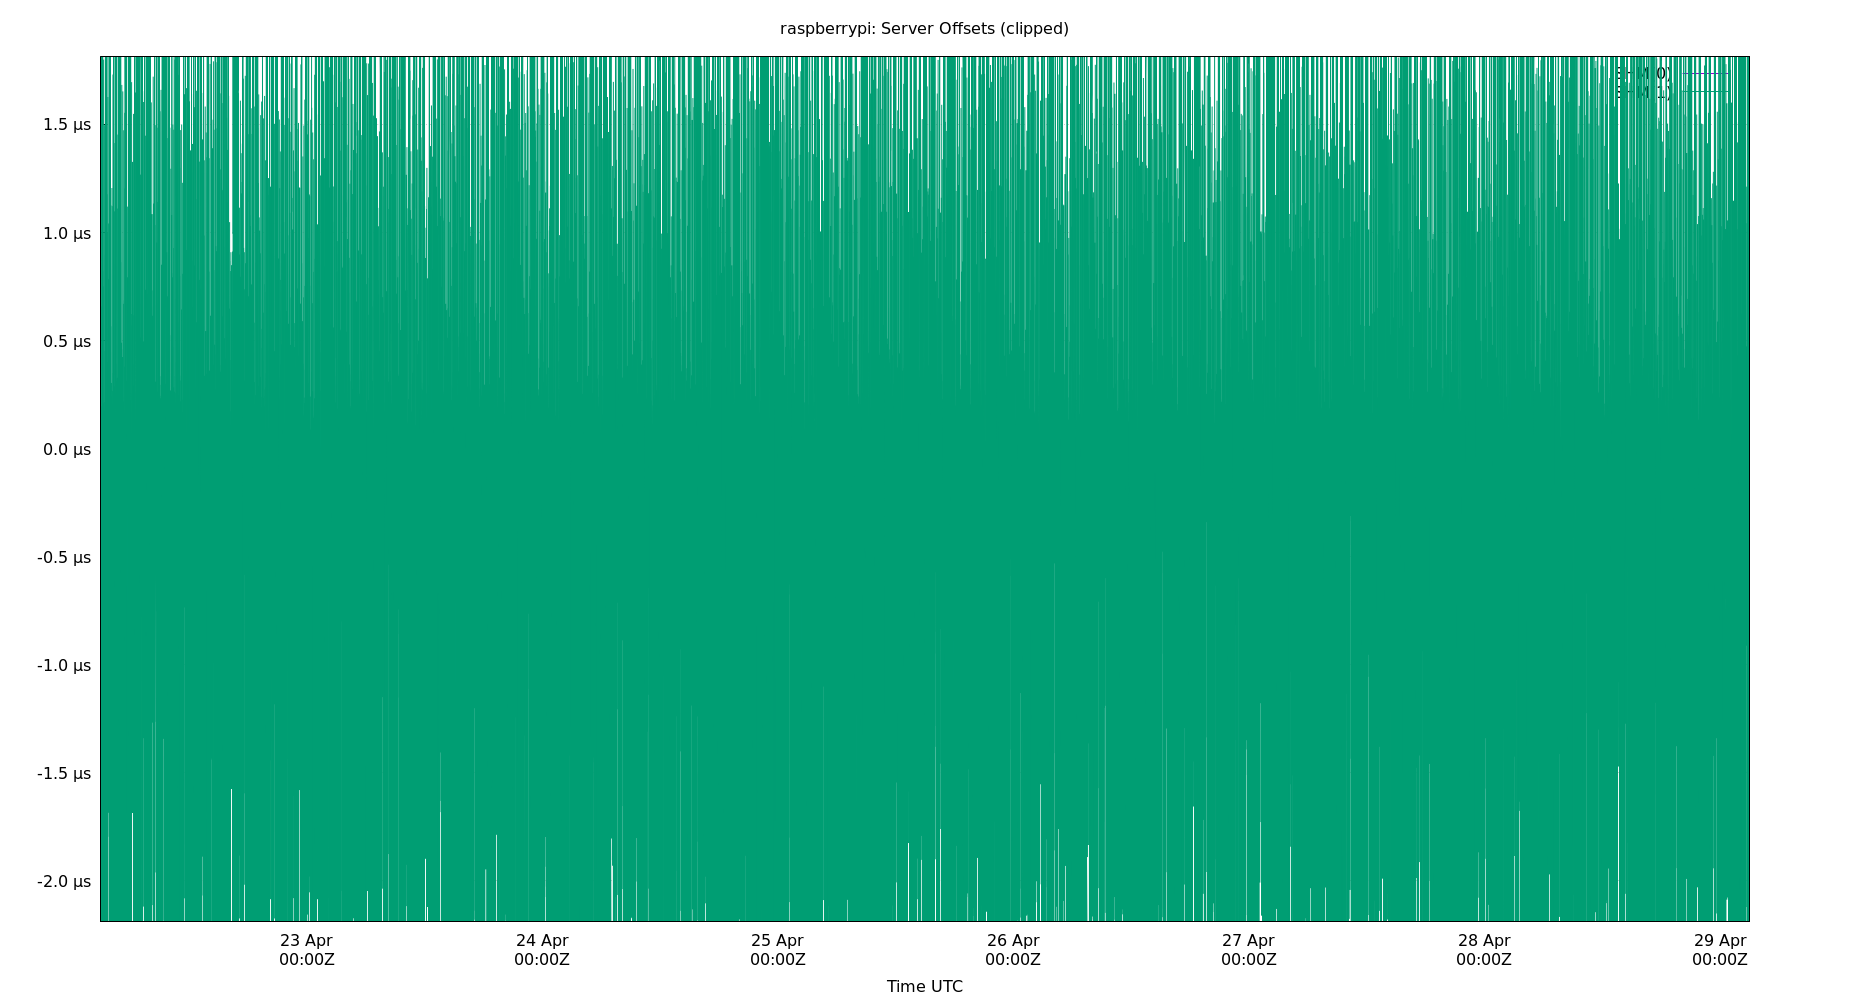 raspberrypi: Server Offsets (clipped)
1.5 µs
1.0 µs
0.5 µs
0.0 µs
-0.5 µs
-1.0 µs
-1.5 µs
-2.0 µs
23 Apr 24 Apr 25 Apr 26 Apr 27 Apr 28 Apr 29 Apr
00:00Z 00:00Z 00:00Z 00:00Z 00:00Z 00:00Z 00:00Z
Time UTC